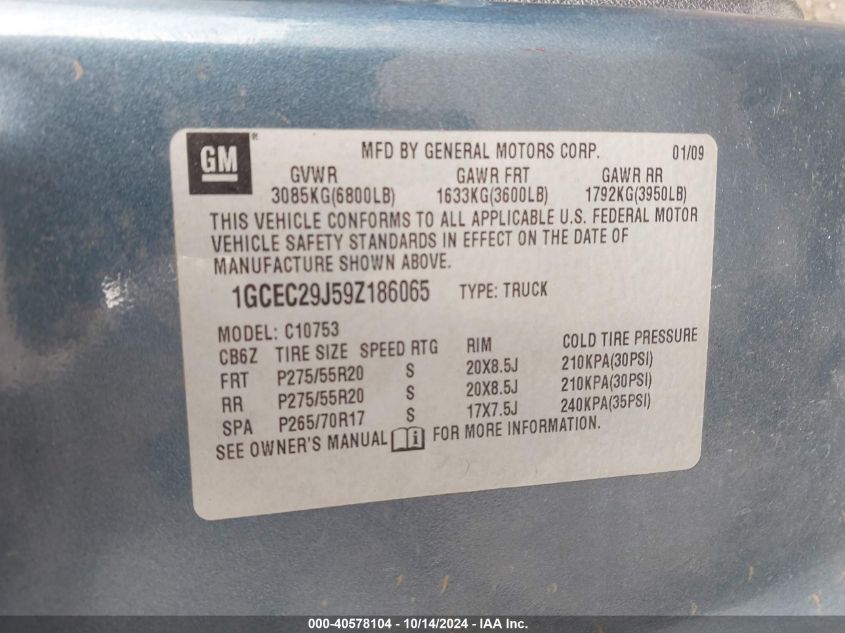 GM®
MFD BY GENERAL MOTORS CORP. 01/09
GVWR GAWR FRT GAWR RR
3085KG(6800LB) 1633KG(3600LB) 1792KG(3950LB)
THIS VEHICLE CONFORMS TO ALL APPLICABLE U.S. FEDERAL MOTOR
VEHICLE SAFETY STANDARDS IN EFFECT ON THE DATE OF
MANUFACTURE SHOWN ABOVE.
1GCEC29J59Z186065 TYPE: TRUCK
MODEL: C10753
CB6Z TIRE SIZE SPEED RTG RIM COLD TIRE PRESSURE
FRT P275/55R20 S 20X8.5J 210KPA(30PSI)
RR P275/55R20 S 20X8.5J 210KPA(30PSI)
SPA P265/70R17 S 17X7.5J 240KPA(35PSI)
SEE OWNER'S MANUAL i FOR MORE INFORMATION.
000-40578104 - 10/14/2024 - IAA Inc.